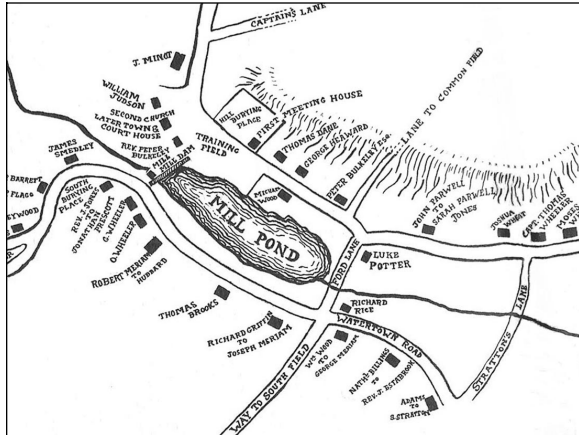 CAPTAINS LANE
J. MINOT
WILLIAM
JUDSON
SECOND CHURCH
LATER TOWN &
COURT HOUSE
REV. PETER
BULKELEY
MILL
MILL DAM
TRAINING
FIELD
HILL BURYING
PLACE
FIRST MEETING HOUSE
THOMAS DANE
GEORGE HEAWARD
PETER BULKELEY ESQ.
LANE TO COMMON FIELD
JAMES
SMEDLEY
BARRETT
PLACE
SOUTH
BURYING
PLACE
REV. J. JONES
TO
JONATHAN
PRESCOTT
G. WHEELER
O. WHEELER
ROBERT MERIAM
TO
HUBBARD
MILL POND
WOOD
FORD LANE
LUKE
POTTER
JOHN FARWELL
TO
SARAH FARWELL
JONES
JOSHUA
WHEAT
CAPT. THOMAS
WHEELER
MOSES
THOMAS
BROOKS
RICHARD GRIFFIN
TO
JOSEPH MERIAM
RICHARD
RICE
WATERTOWN ROAD
WAY TO SOUTH FIELD
WM WOOD
TO
GEORGE MERIAM
NATHL BILLINGS
TO
REV. J. ESTABROOK
ADAMS
TO
S. STRATTON
STRATTON'S LANE